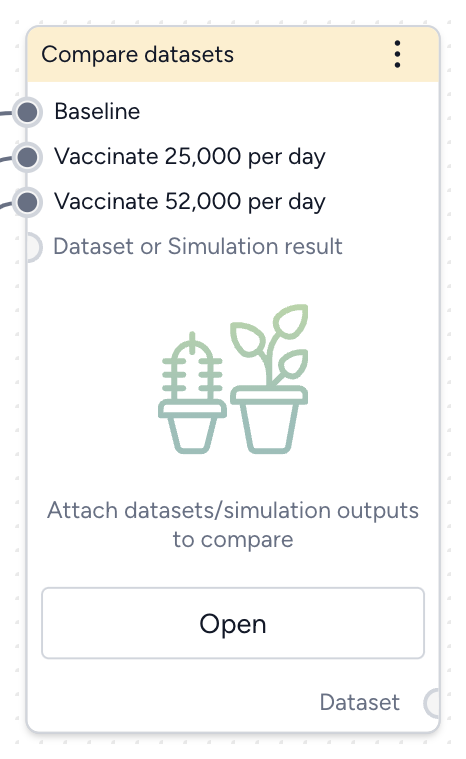 Compare datasets
Baseline
Vaccinate 25,000 per day
Vaccinate 52,000 per day
Dataset or Simulation result
Attach datasets/simulation outputs
to compare
Open
Dataset